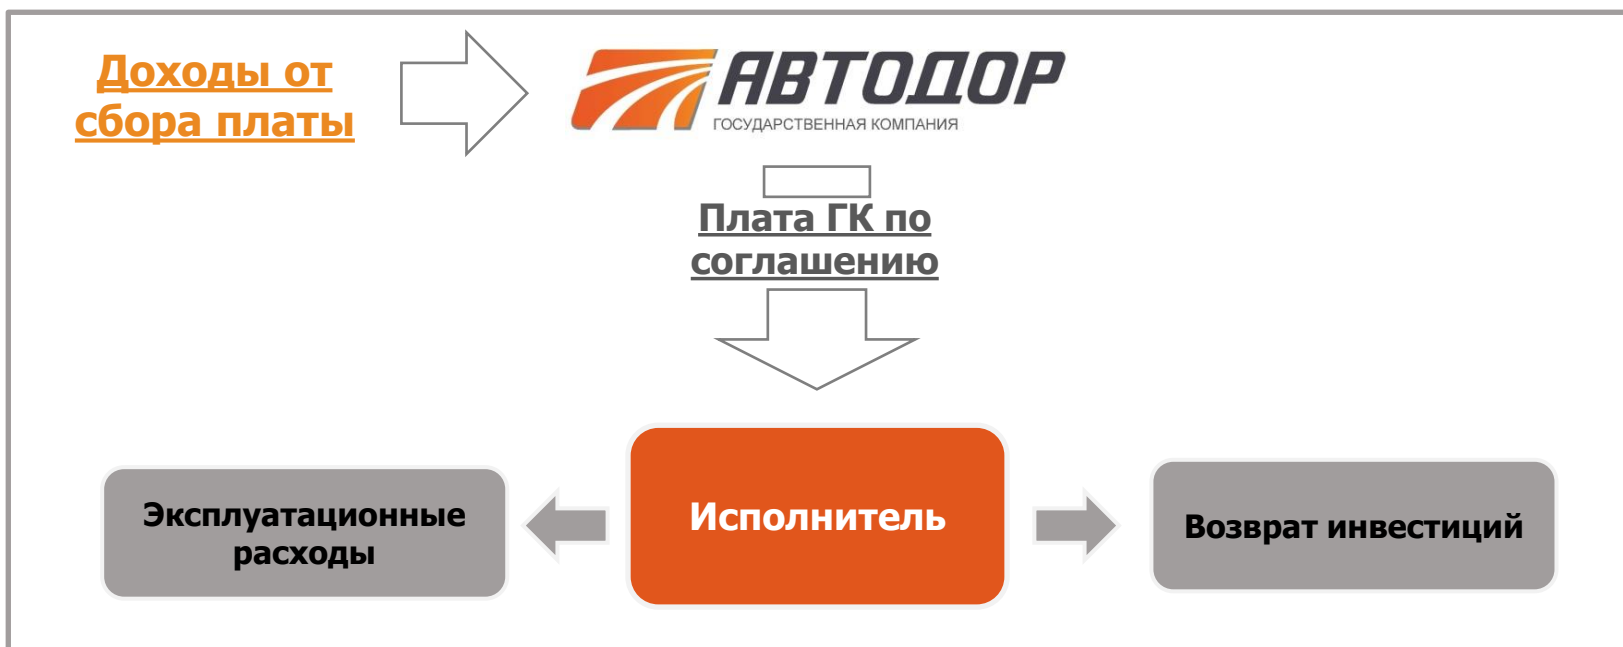 Доходы от
сбора платы
АВТОДОР
ГОСУДАРСТВЕННАЯ КОМПАНИЯ
Плата ГК по
соглашению
Эксплуатационные
расходы
Исполнитель
Возврат инвестиций